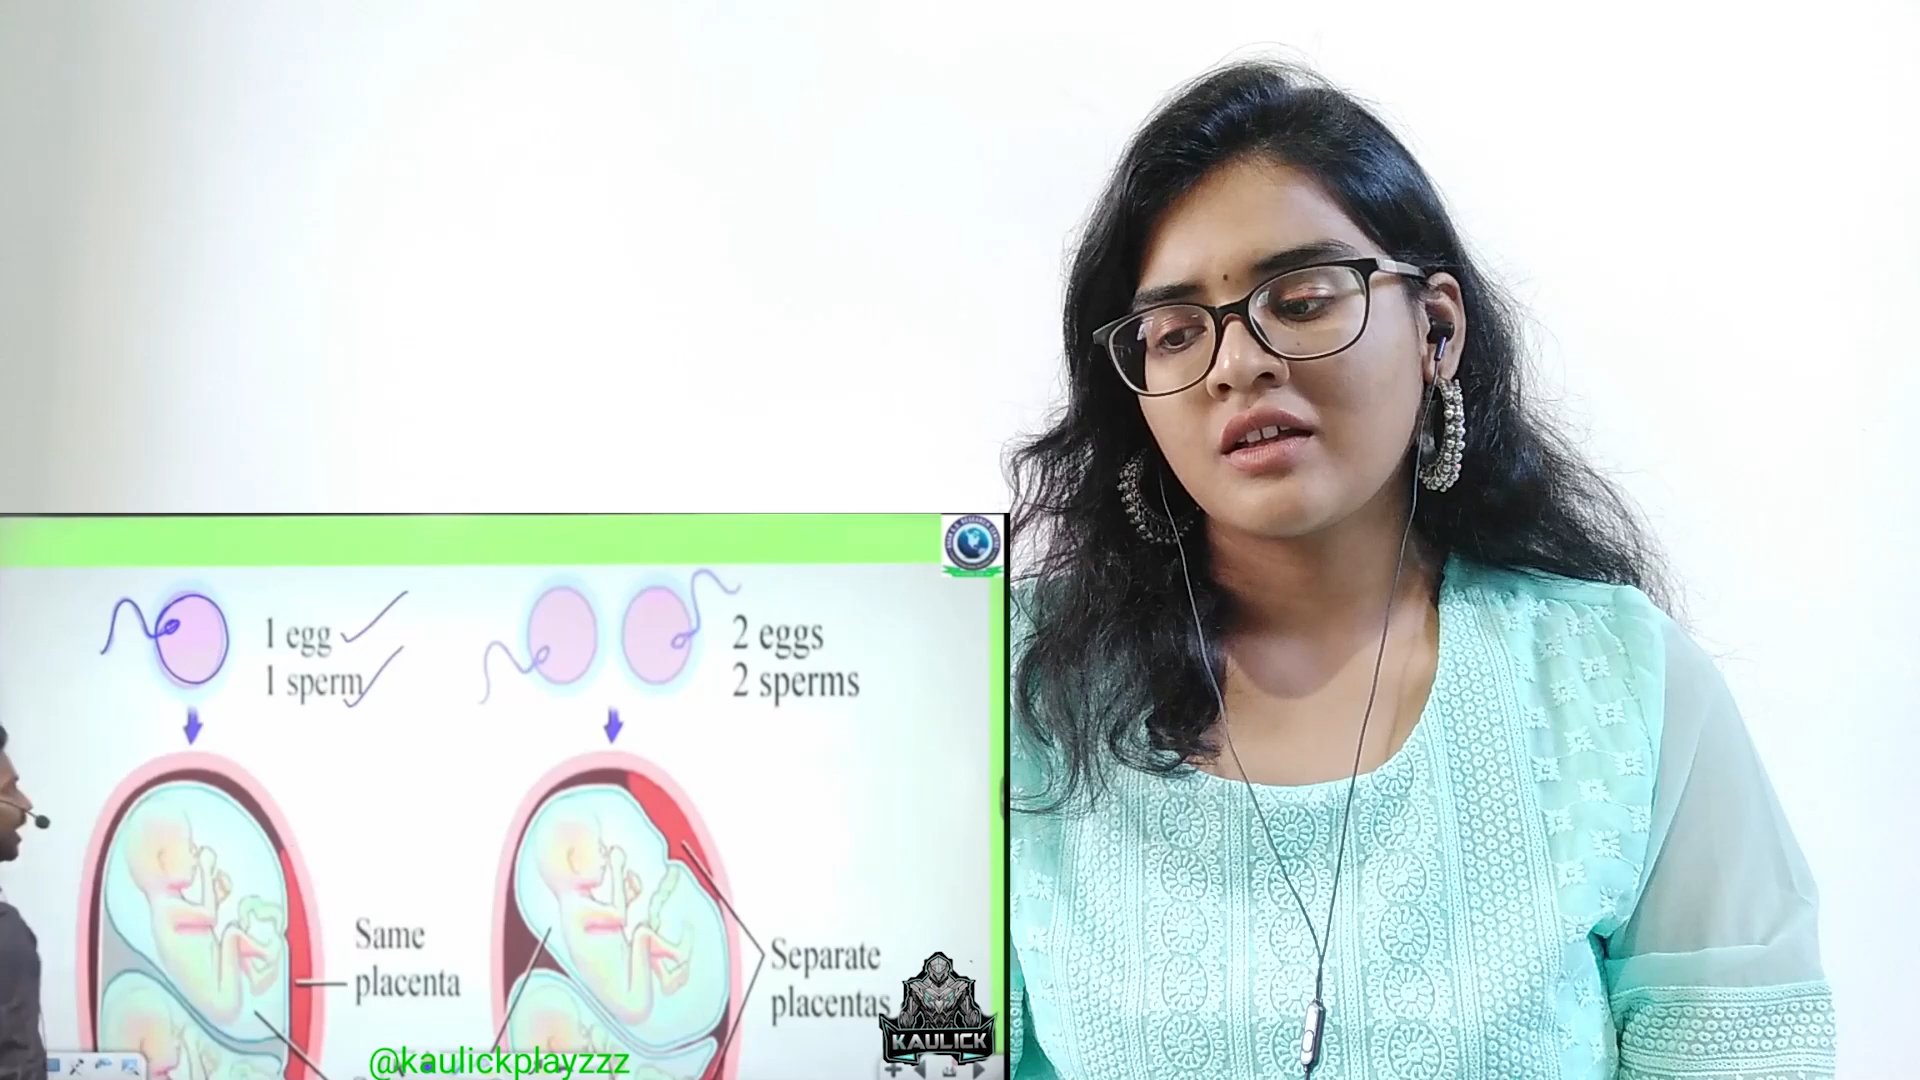 1 egg
1 sperm
2 eggs
2 sperms
Same
placenta
Separate
placentas
KAULICK
@kaulickplayzzz